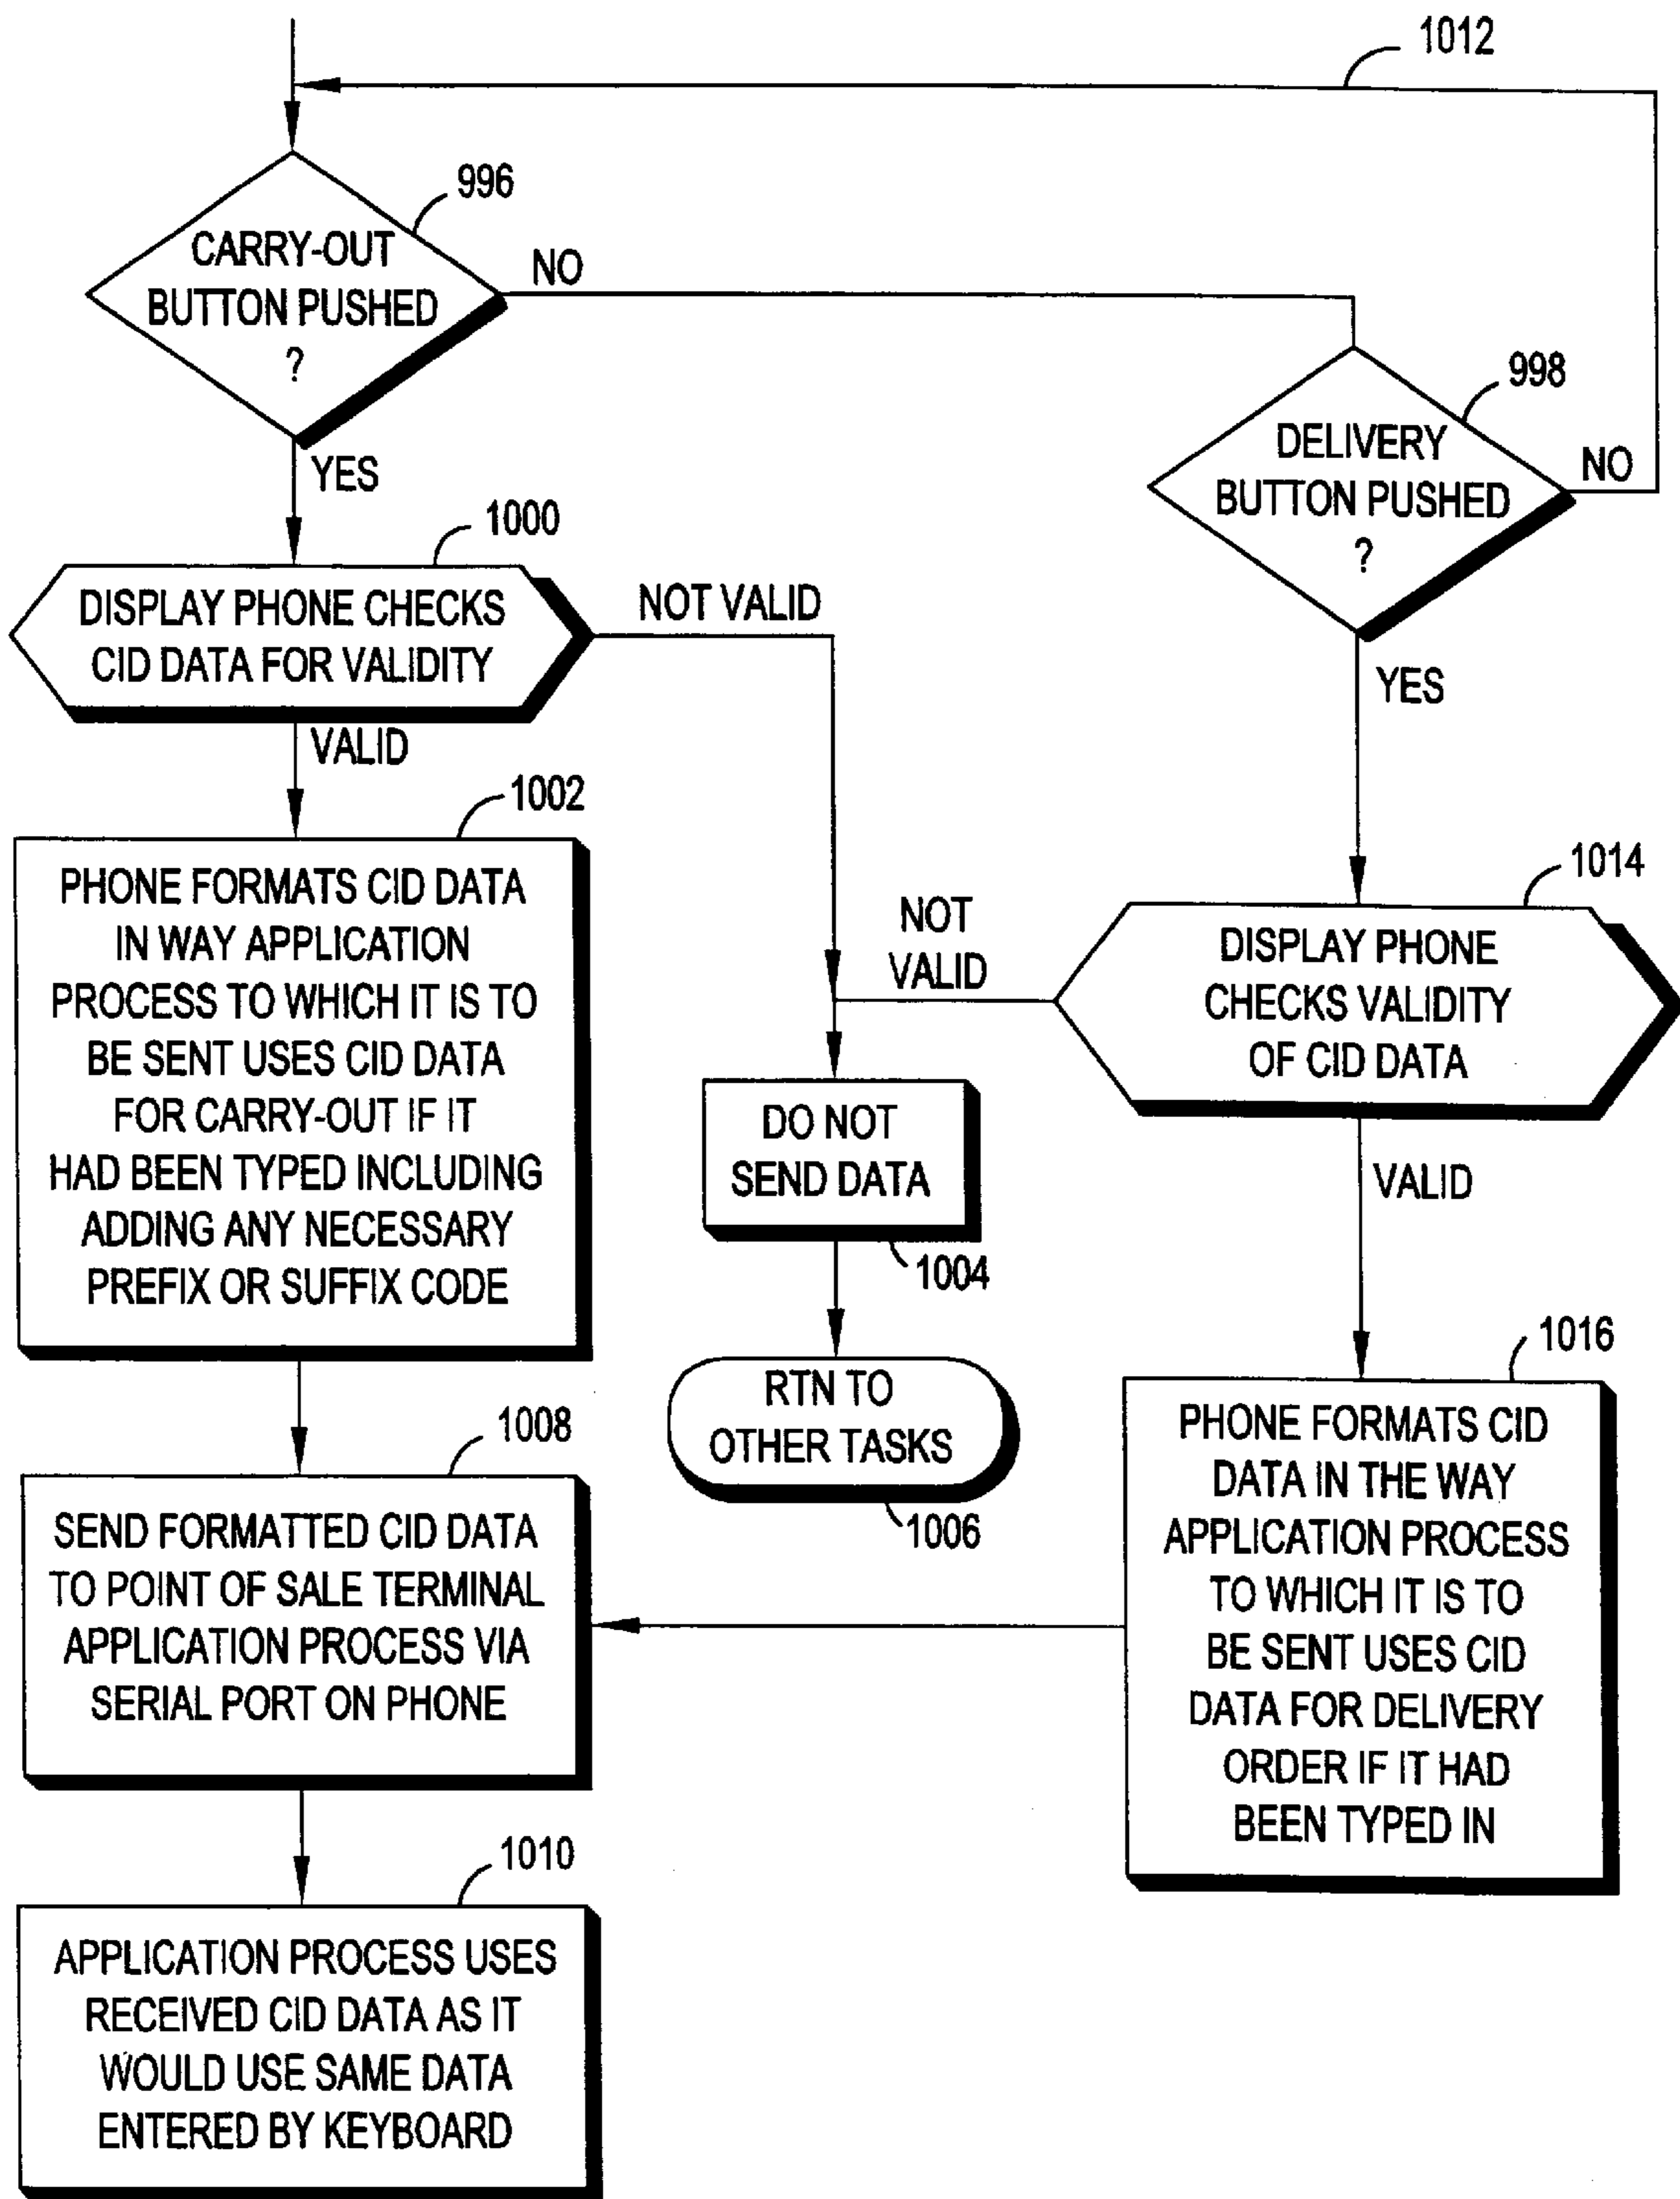 1012
996
CARRY-OUT
BUTTON PUSHED
?
NO
998
DELIVERY
BUTTON PUSHED
?
NO
YES
1000
DISPLAY PHONE CHECKS
CID DATA FOR VALIDITY
NOT VALID
YES
VALID
1002
PHONE FORMATS CID DATA
IN WAY APPLICATION
PROCESS TO WHICH IT IS TO
BE SENT USES CID DATA
FOR CARRY-OUT IF IT
HAD BEEN TYPED INCLUDING
ADDING ANY NECESSARY
PREFIX OR SUFFIX CODE
1014
NOT
VALID
DISPLAY PHONE
CHECKS VALIDITY
OF CID DATA
DO NOT
SEND DATA
1004
VALID
RTN TO
OTHER TASKS
1006
1016
PHONE FORMATS CID
DATA IN THE WAY
APPLICATION PROCESS
TO WHICH IT IS TO
BE SENT USES CID
DATA FOR DELIVERY
ORDER IF IT HAD
BEEN TYPED IN
1008
SEND FORMATTED CID DATA
TO POINT OF SALE TERMINAL
APPLICATION PROCESS VIA
SERIAL PORT ON PHONE
1010
APPLICATION PROCESS USES
RECEIVED CID DATA AS IT
WOULD USE SAME DATA
ENTERED BY KEYBOARD